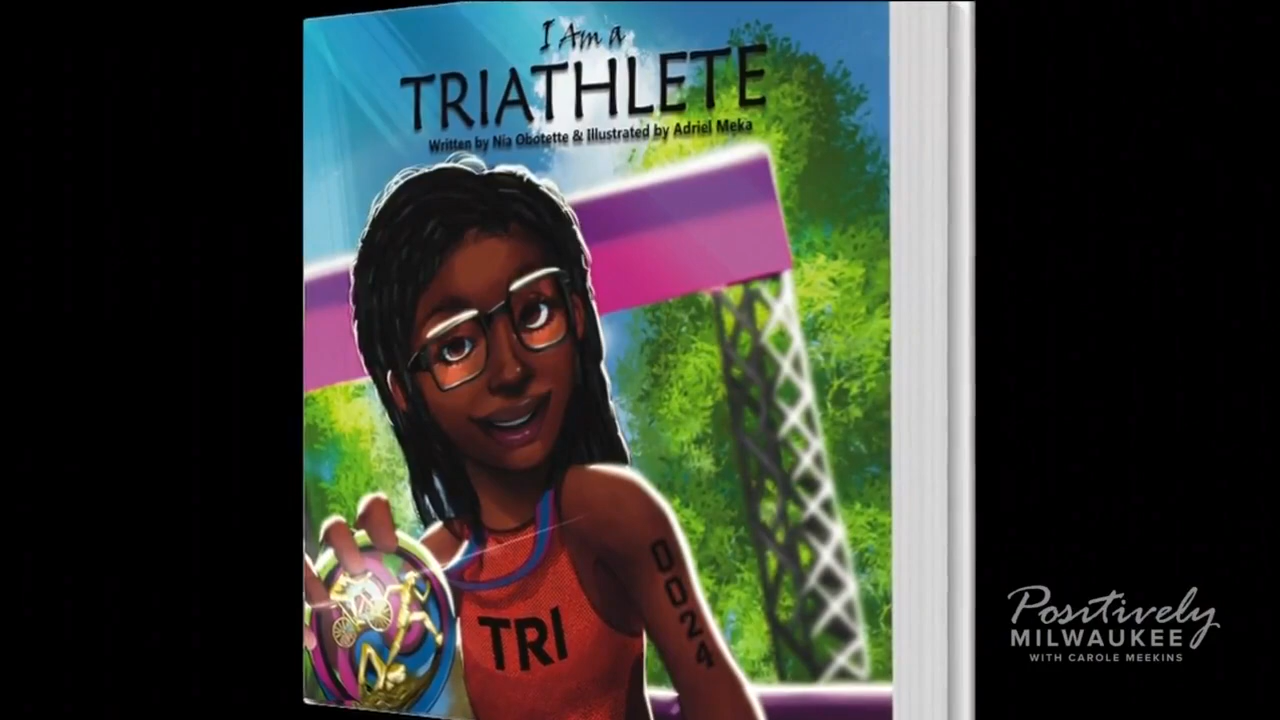 I Am a
TRIATHLETE
Written by Nia Obotette & Illustrated by Adriel Meka
TRI
0024
Positively
MILWAUKEE
WITH CAROLE MEEKINS